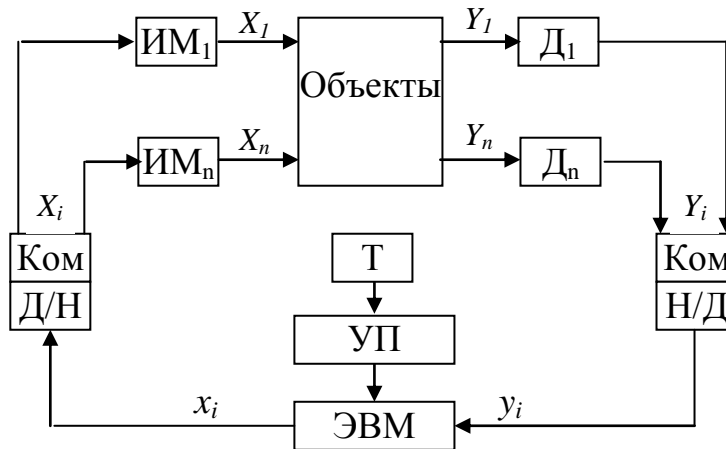 ИМ₁ X₁ Объекты Y₁ Д₁
ИМₙ Xₙ Yₙ Дₙ
Xᵢ Yᵢ
Ком Т Ком
Д/Н Н/Д
УП
xᵢ ЭВМ yᵢ